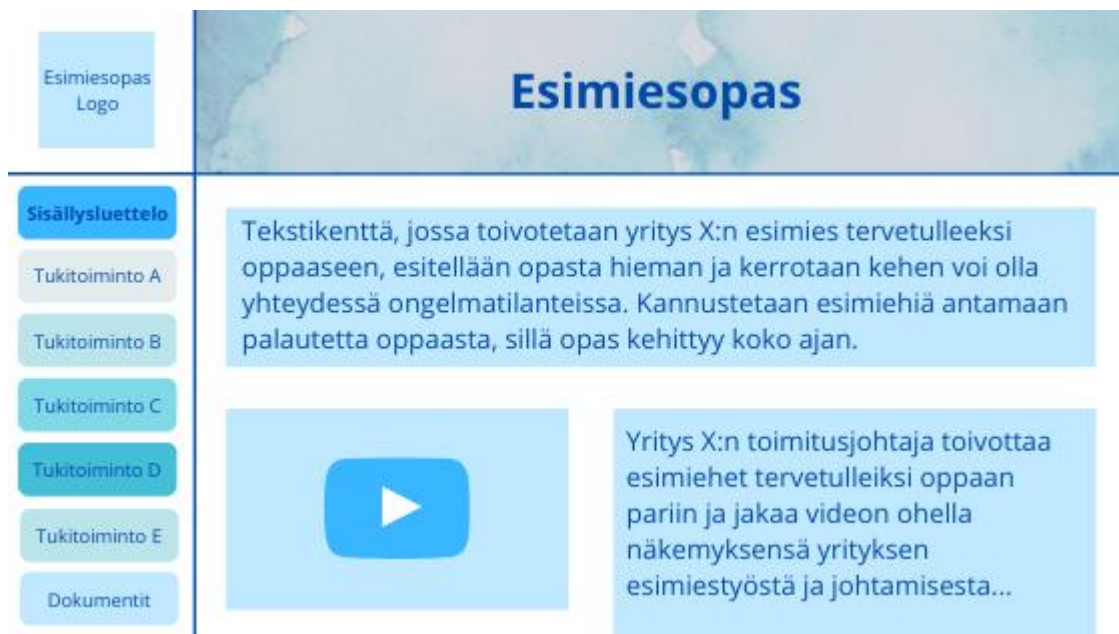 Esimiesopas
Logo
Esimiesopas
Sisällysluettelo
Tukitoiminto A
Tukitoiminto B
Tukitoiminto C
Tukitoiminto D
Tukitoiminto E
Dokumentit
Tekstikenttä, jossa toivotetaan yritys X:n esimies tervetulleeksi
oppaaseen, esitellään opasta hieman ja kerrotaan kehen voi olla
yhteydessä ongelmatilanteissa. Kannustetaan esimiehiä antamaan
palautetta oppaasta, sillä opas kehittyy koko ajan.
Yritys X:n toimitusjohtaja toivottaa
esimiehet tervetulleiksi oppaan
pariin ja jakaa videon ohella
näkemyksensä yrityksen
esimiestyöstä ja johtamisesta...